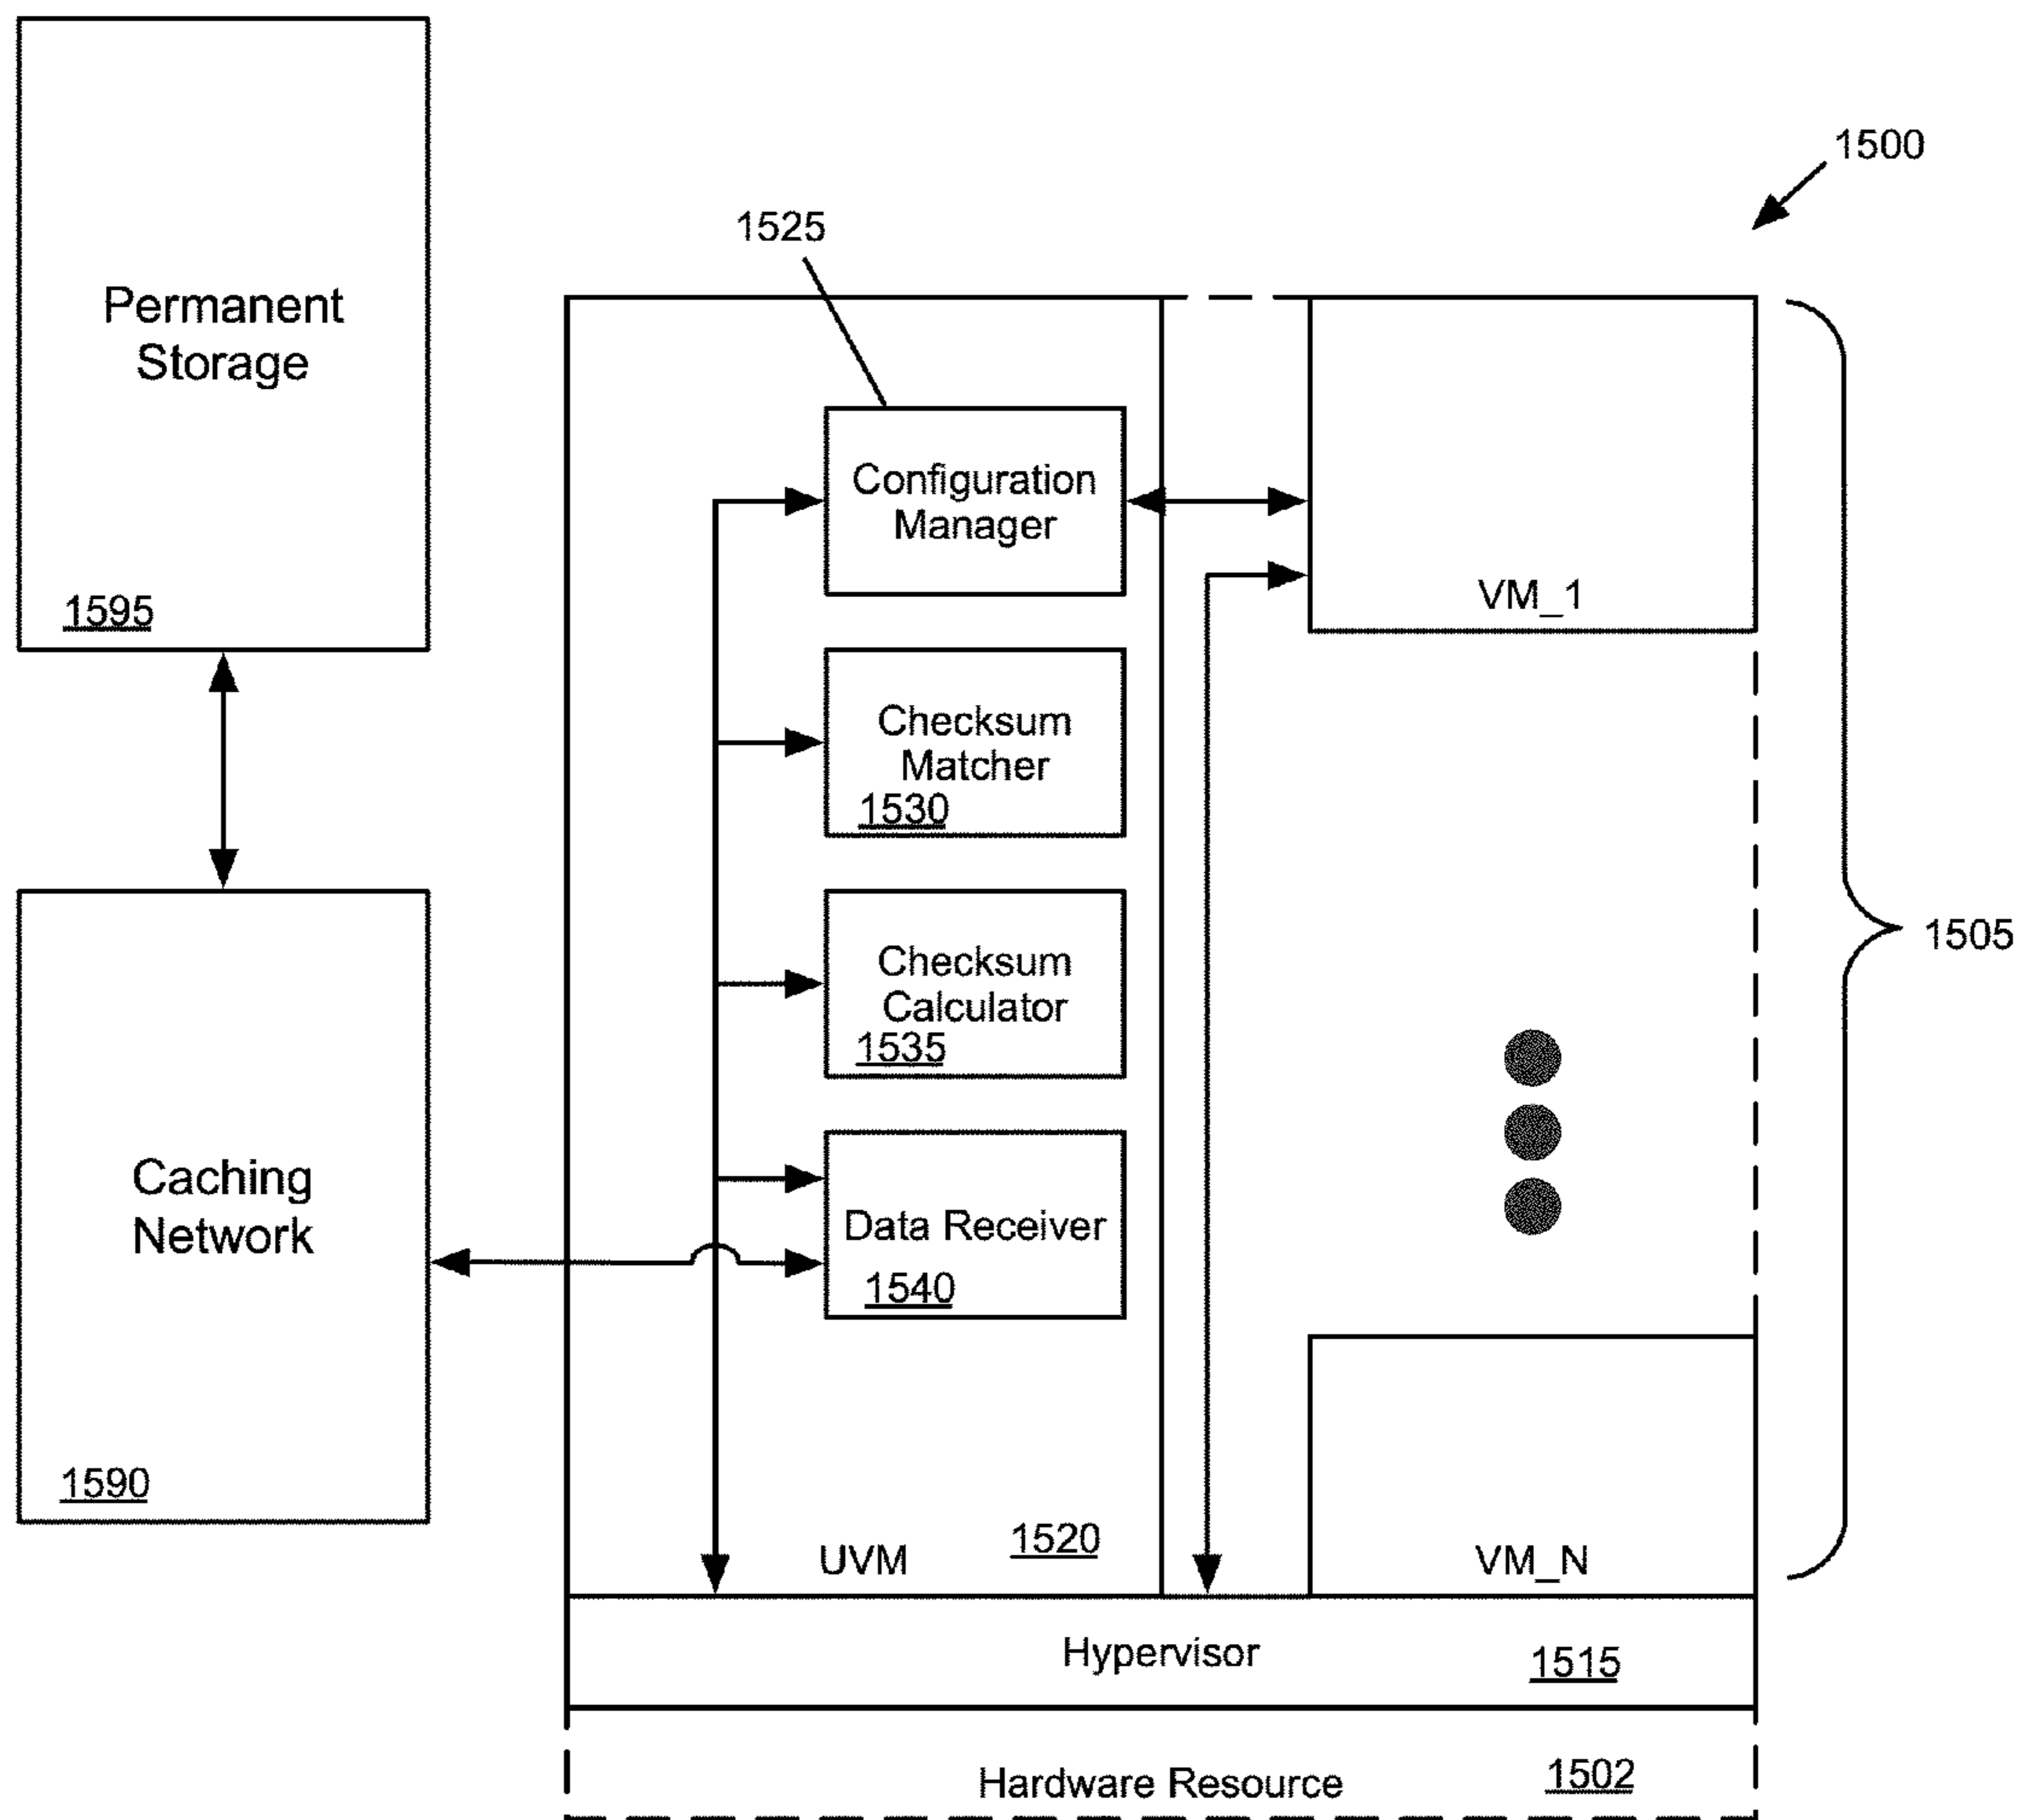 1500
1525
Permanent
Storage
1595
Configuration
Manager
VM_1
Checksum
Matcher
1530
1505
Checksum
Calculator
1535
Caching
Network
1590
Data Receiver
1540
UVM
1520
VM_N
Hypervisor
1515
Hardware Resource
1502